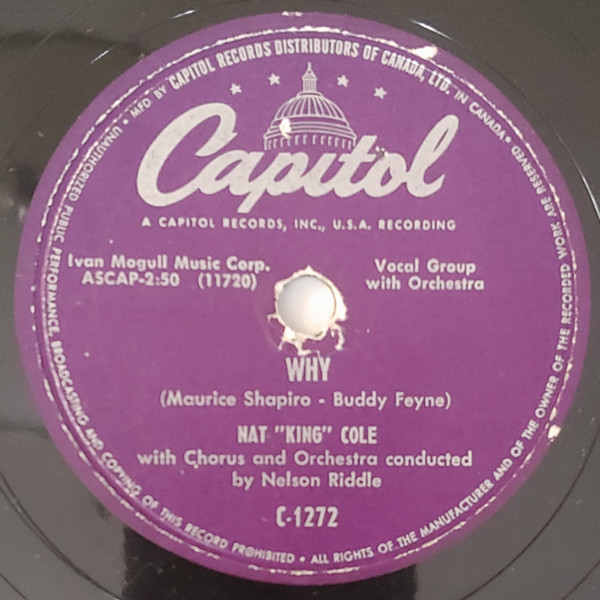 MFD BY CAPITOL RECORDS DISTRIBUTORS OF CANADA, LTD. IN CANADA •
Capitol
A CAPITOL RECORDS, INC., U.S.A. RECORDING
Ivan Mogull Music Corp.
ASCAP-2:50 (11720)
Vocal Group
with Orchestra
WHY
(Maurice Shapiro - Buddy Feyne)
NAT "KING" COLE
with Chorus and Orchestra conducted
by Nelson Riddle
C-1272
UNAUTHORIZED PUBLIC PERFORMANCE, BROADCASTING AND COPYING OF THIS RECORD PROHIBITED • ALL RIGHTS OF THE MANUFACTURER AND OF THE OWNER OF THE RECORDED WORK ARE RESERVED